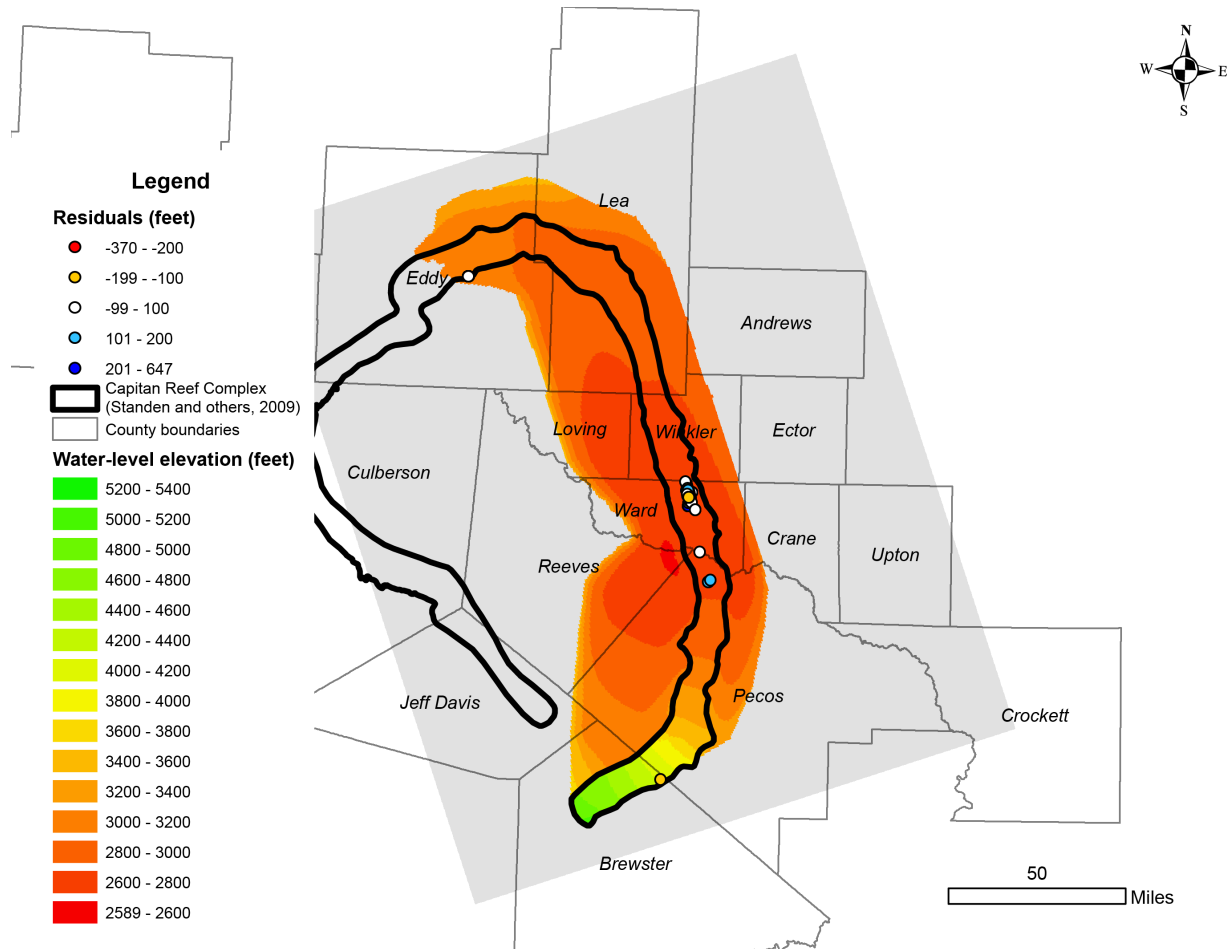 N
W E
S
Legend
Residuals (feet)
-370 - -200
-199 - -100
-99 - 100
101 - 200
201 - 647
Capitan Reef Complex
(Standen and others, 2009)
County boundaries
Water-level elevation (feet)
5200 - 5400
5000 - 5200
4800 - 5000
4600 - 4800
4400 - 4600
4200 - 4400
4000 - 4200
3800 - 4000
3600 - 3800
3400 - 3600
3200 - 3400
3000 - 3200
2800 - 3000
2600 - 2800
2589 - 2600
Lea
Eddy
Andrews
Loving
Winkler
Ector
Culberson
Ward
Crane
Upton
Reeves
Jeff Davis
Pecos
Crockett
Brewster
50
Miles